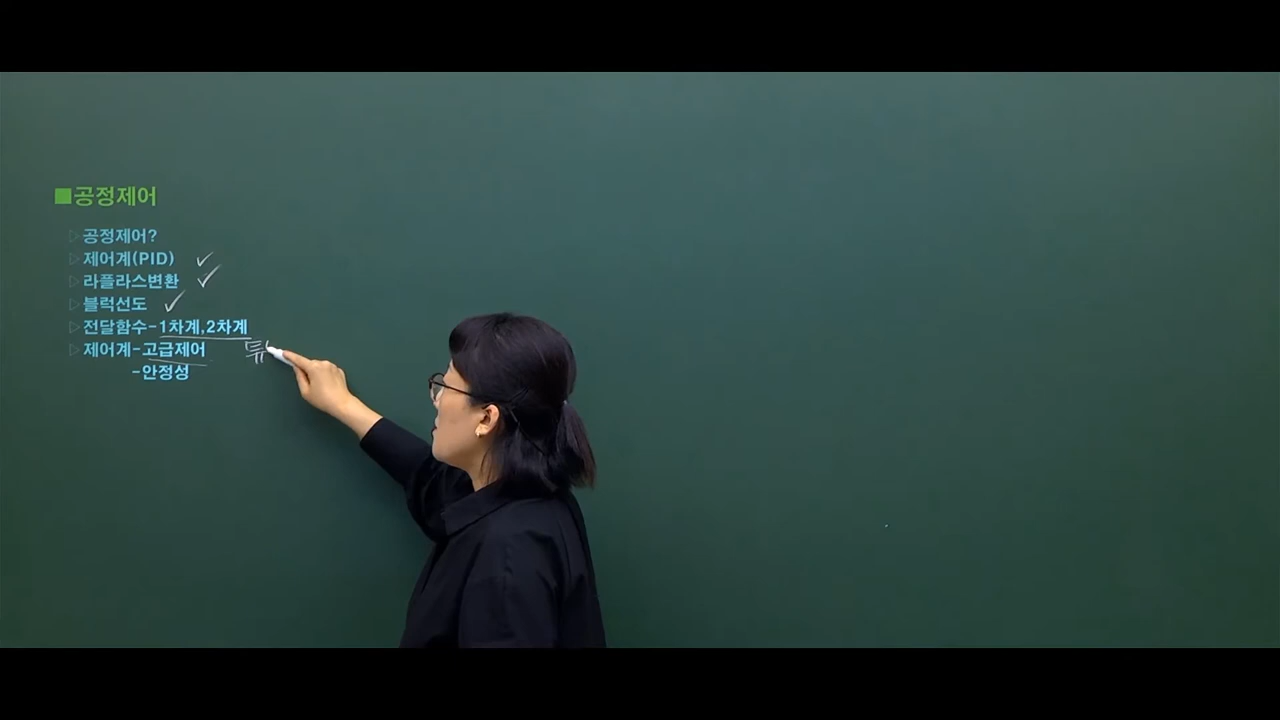 ■공정제어
▷공정제어?
▷제어계(PID) ✓
▷라플라스변환 ✓
▷블럭선도 ✓
▷전달함수-1차계,2차계
▷제어계-고급제어 튜
-안정성